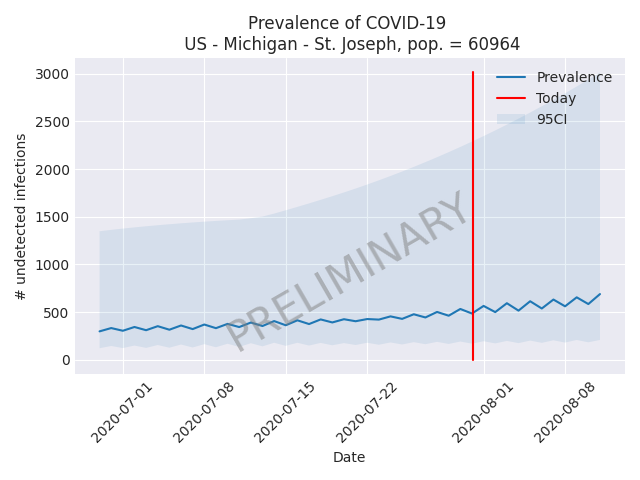 Prevalence of COVID-19
US - Michigan - St. Joseph, pop. = 60964
3000
2500
2000
1500
1000
500
0
# undetected infections
Prevalence
Today
95CI
PRELIMINARY
2020-07-01
2020-07-08
2020-07-15
2020-07-22
2020-08-01
2020-08-08
Date